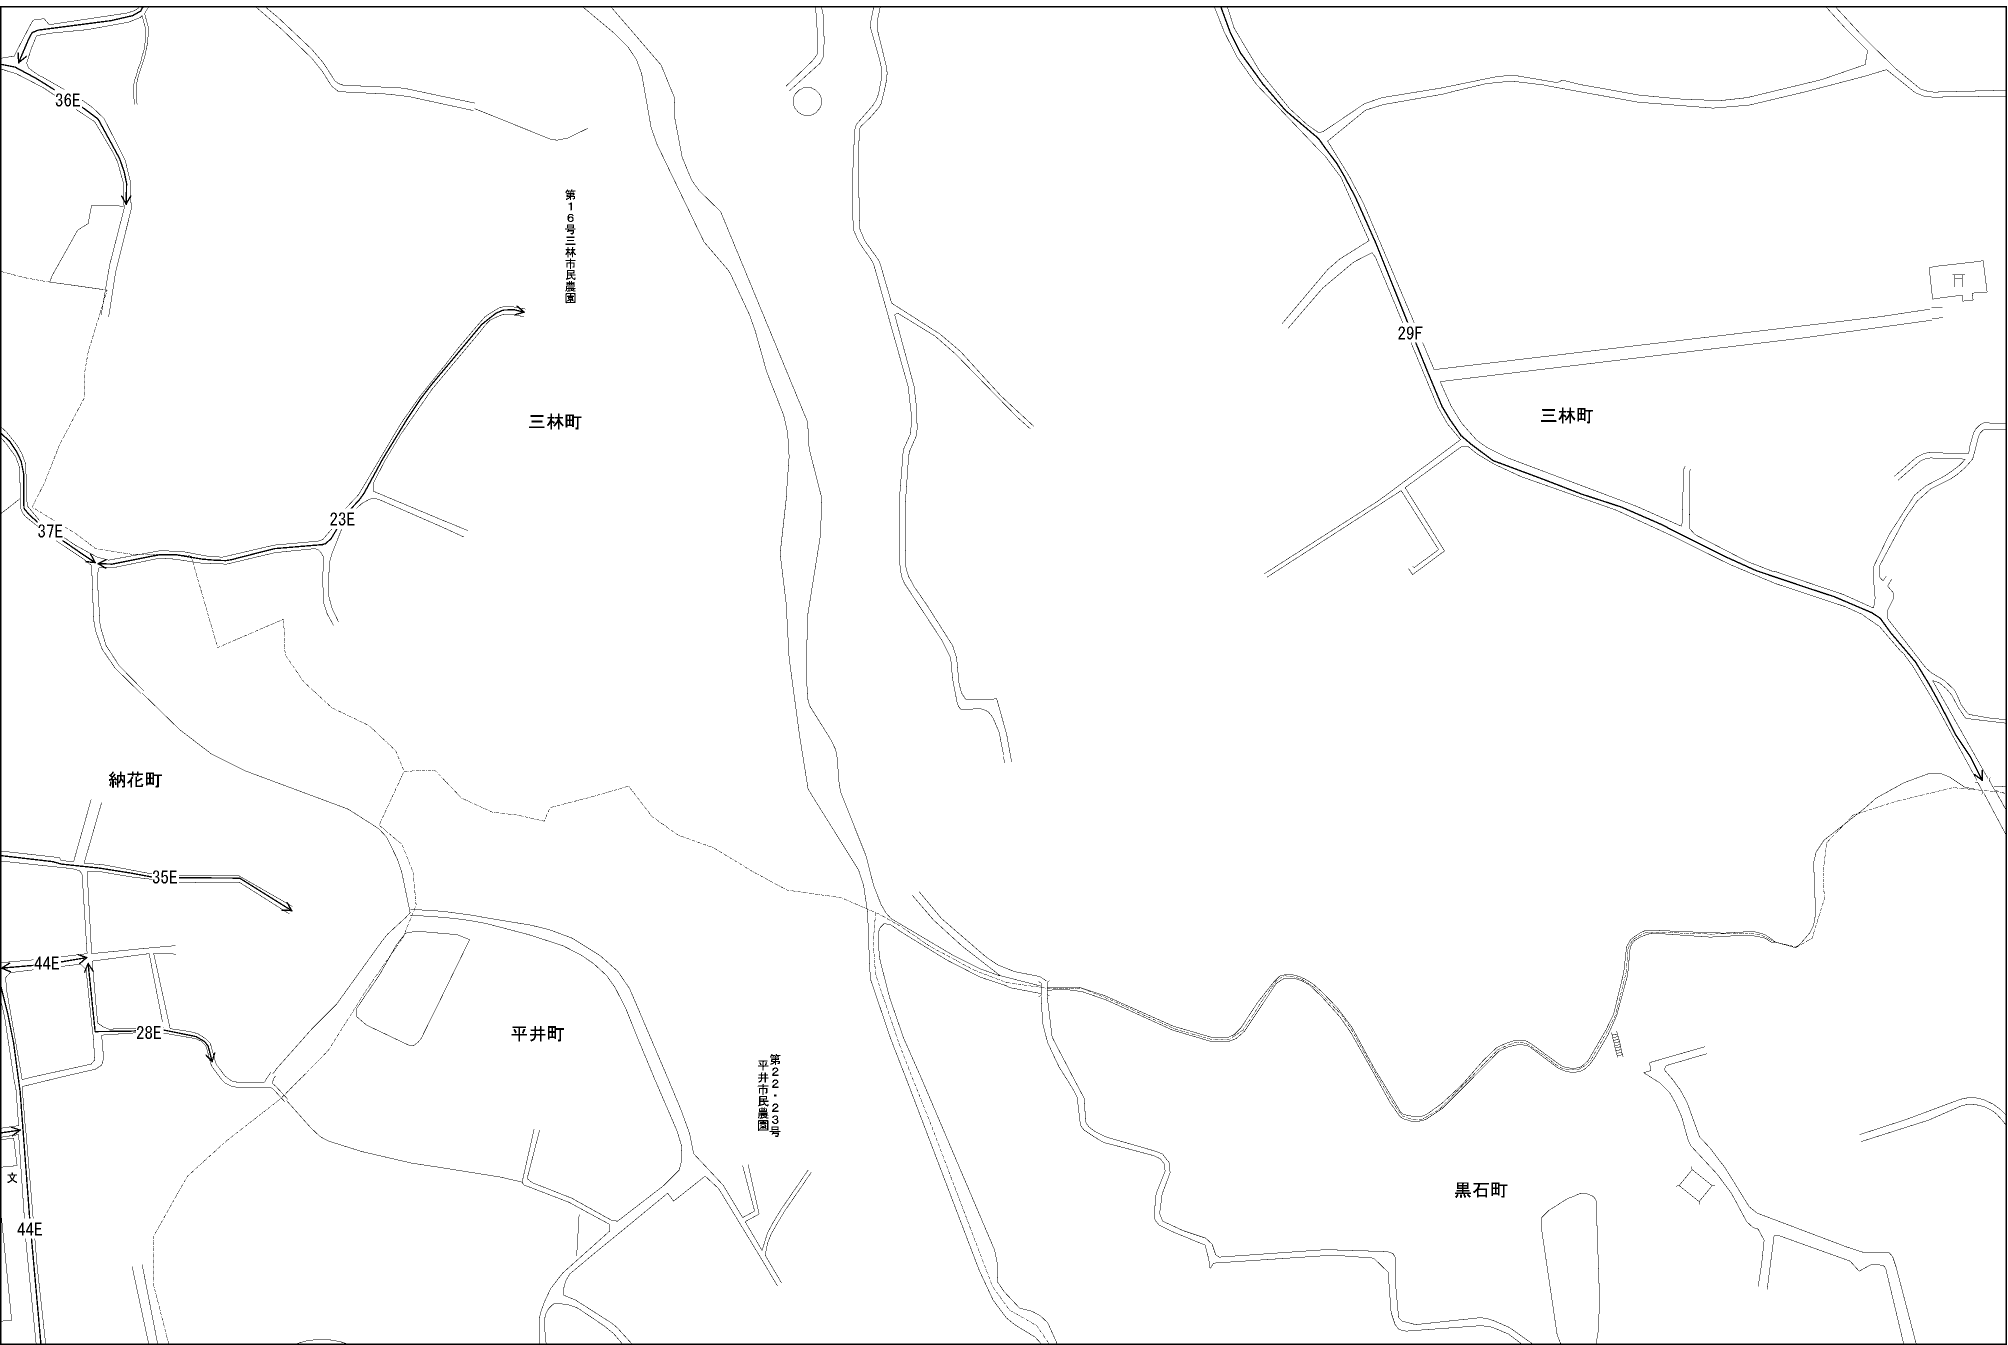 36E
第16号三林市民農園
29F
三林町
三林町
23E
37E
納花町
35E
44E
28E
平井町
第22・23号
平井市民農園
文
黒石町
44E